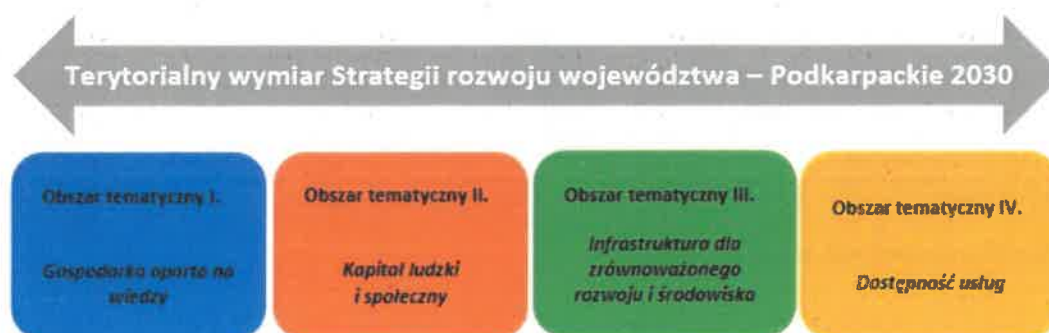 Terytorialny wymiar Strategii rozwoju województwa – Podkarpackie 2030
Obszar tematyczny I.
Gospodarka oparta na
wiedzy
Obszar tematyczny II.
Kapitał ludzki
i społeczny
Obszar tematyczny III.
Infrastruktura dla
zrównoważonego
rozwoju i środowiska
Obszar tematyczny IV.
Dostępność usług